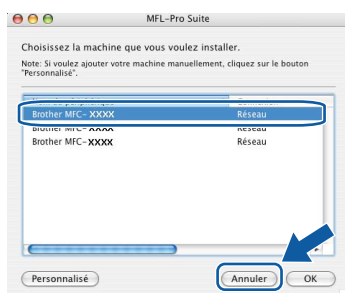 MFL-Pro Suite
Choisissez la machine que vous voulez installer.
Note: Si voulez ajouter votre machine manuellement, cliquez sur le bouton
"Personnalisé".
Brother MFC- XXXX Réseau
Brother MFC- XXXX Réseau
Brother MFC- XXXX Réseau
Personnalisé Annuler OK